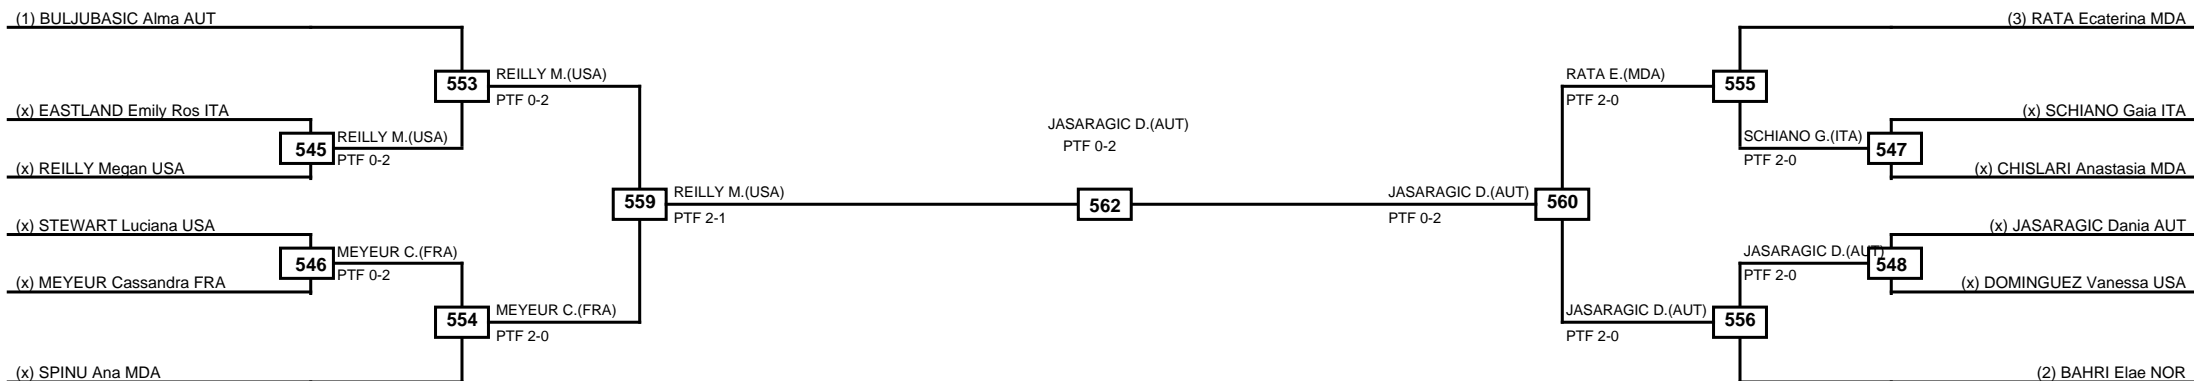 (1) BULJUBASIC Alma AUT
(3) RATA Ecaterina MDA
553
REILLY M.(USA)
PTF 0-2
RATA E.(MDA)
PTF 2-0
555
(x) EASTLAND Emily Ros ITA
(x) SCHIANO Gaia ITA
JASARAGIC D.(AUT)
PTF 0-2
545
REILLY M.(USA)
PTF 0-2
SCHIANO G.(ITA)
PTF 2-0
547
(x) REILLY Megan USA
(x) CHISLARI Anastasia MDA
559
REILLY M.(USA)
PTF 2-1
562
JASARAGIC D.(AUT)
PTF 0-2
560
(x) STEWART Luciana USA
(x) JASARAGIC Dania AUT
546
MEYEUR C.(FRA)
PTF 0-2
JASARAGIC D.(AUT)
PTF 2-0
548
(x) MEYEUR Cassandra FRA
(x) DOMINGUEZ Vanessa USA
554
MEYEUR C.(FRA)
PTF 2-0
JASARAGIC D.(AUT)
PTF 2-0
556
(x) SPINU Ana MDA
(2) BAHRI Elae NOR